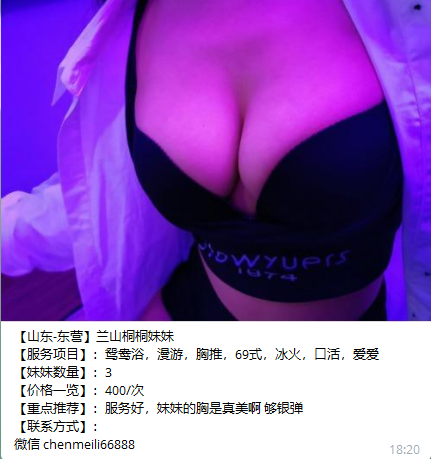 【山东-东营】兰山桐桐妹妹
【服务项目】：鸳鸯浴，漫游，胸推，69式，冰火，口活，爱爱
【妹妹数量】：3
【价格一览】：400/次
【重点推荐】：服务好，妹妹的胸是真美啊 够银弹
【联系方式】：
微信 chenmeili66888
18:20